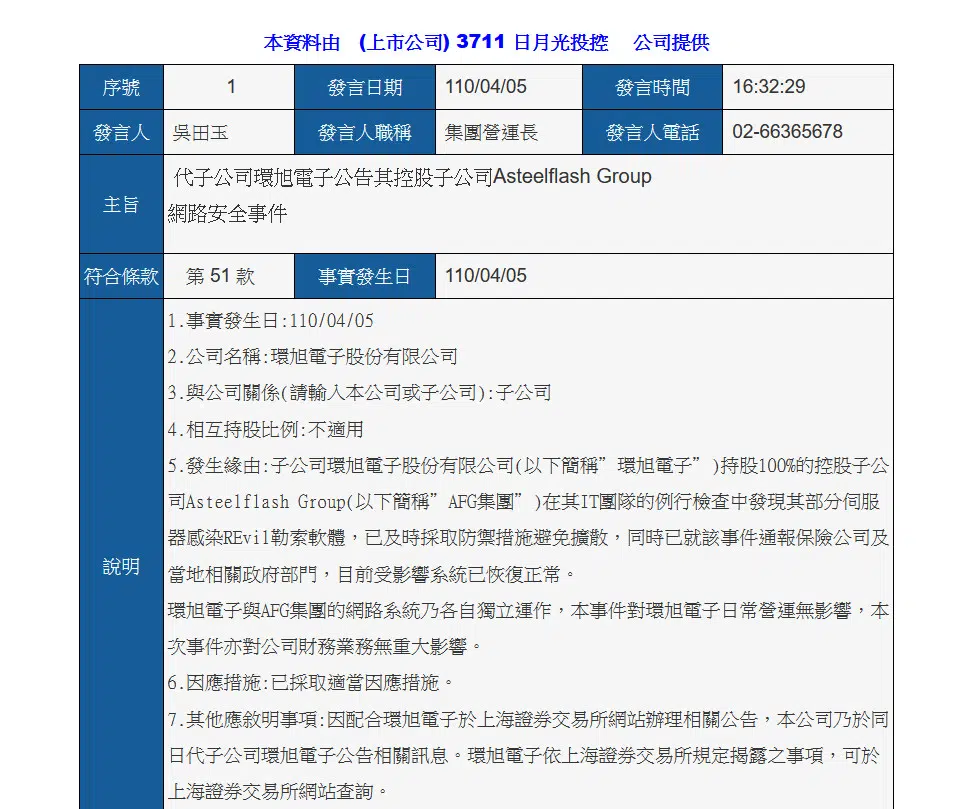 本資料由 (上市公司) 3711 日月光投控 公司提供
序號 1 發言日期 110/04/05 發言時間 16:32:29
發言人 吳田玉 發言人職稱 集團營運長 發言人電話 02-66365678
主旨
代子公司環旭電子公告其控股子公司Asteelflash Group
網路安全事件
符合條款 第 51 款 事實發生日 110/04/05
說明
1.事實發生日:110/04/05
2.公司名稱:環旭電子股份有限公司
3.與公司關係(請輸入本公司或子公司):子公司
4.相互持股比例:不適用
5.發生緣由:子公司環旭電子股份有限公司(以下簡稱”環旭電子”)持股100%的控股子公
司Asteelflash Group(以下簡稱”AFG集團”)在其IT團隊的例行檢查中發現其部分伺服
器感染REvil勒索軟體，已及時採取防禦措施避免擴散，同時已就該事件通報保險公司及
當地相關政府部門，目前受影響系統已恢復正常。
環旭電子與AFG集團的網路系統乃各自獨立運作，本事件對環旭電子日常營運無影響，本
次事件亦對公司財務業務無重大影響。
6.因應措施:已採取適當因應措施。
7.其他應敘明事項:因配合環旭電子於上海證券交易所網站辦理相關公告，本公司乃於同
日代子公司環旭電子公告相關訊息。環旭電子依上海證券交易所規定揭露之事項，可於
上海證券交易所網站查詢。